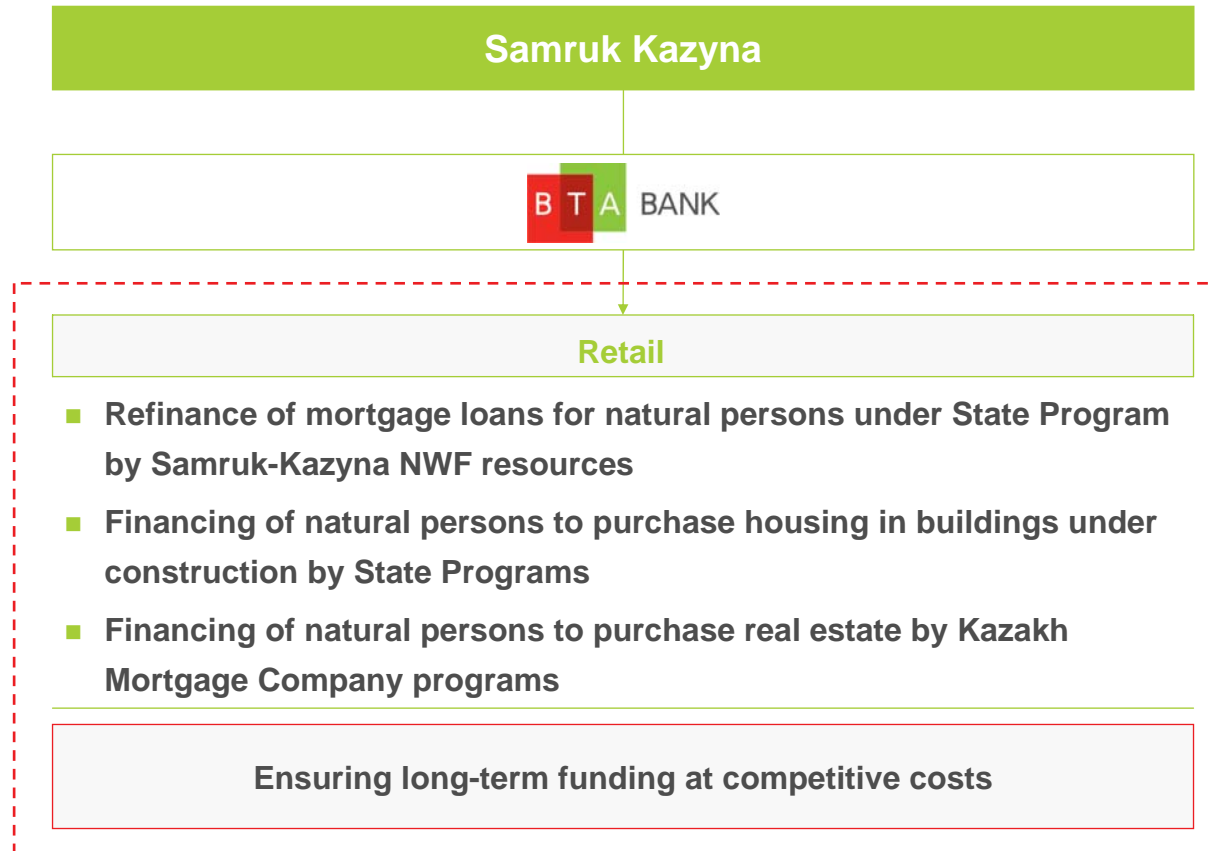 Samruk Kazyna
BTA BANK
Retail
■ Refinance of mortgage loans for natural persons under State Program
by Samruk-Kazyna NWF resources
■ Financing of natural persons to purchase housing in buildings under
construction by State Programs
■ Financing of natural persons to purchase real estate by Kazakh
Mortgage Company programs
Ensuring long-term funding at competitive costs